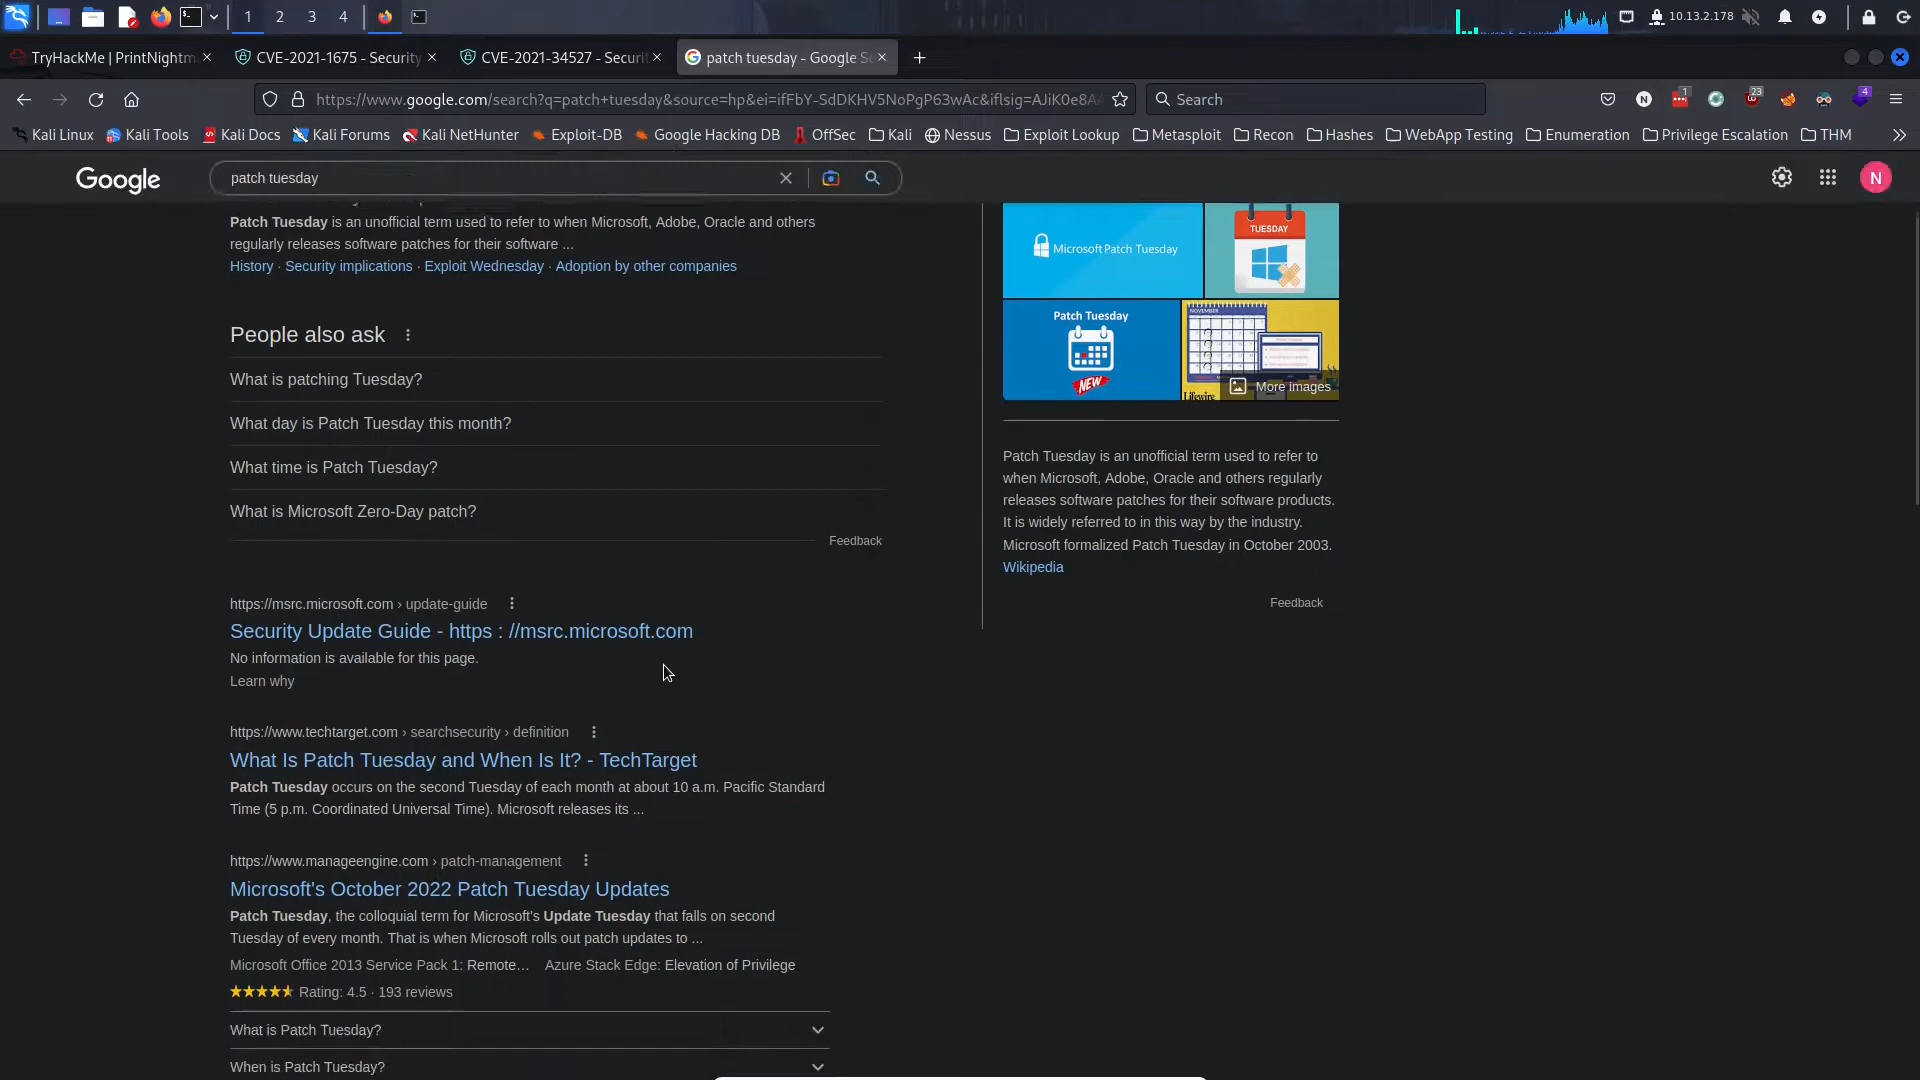 1 2 3 4
10.13.2.178
TryHackMe | PrintNightm
CVE-2021-1675 - Security
CVE-2021-34527 - Securit
patch tuesday - Google Se
https://www.google.com/search?q=patch+tuesday&source=hp&ei=ifFbY-SdDKHV5NoPgP63wAc&iflsig=AJiK0e8AA
Search
N
1
23
4
Kali Linux
Kali Tools
Kali Docs
Kali Forums
Kali NetHunter
Exploit-DB
Google Hacking DB
OffSec
Kali
Nessus
Exploit Lookup
Metasploit
Recon
Hashes
WebApp Testing
Enumeration
Privilege Escalation
THM
Google
patch tuesday
N
Patch Tuesday is an unofficial term used to refer to when Microsoft, Adobe, Oracle and others
regularly releases software patches for their software ...
History · Security implications · Exploit Wednesday · Adoption by other companies
People also ask
What is patching Tuesday?
What day is Patch Tuesday this month?
What time is Patch Tuesday?
What is Microsoft Zero-Day patch?
Feedback
https://msrc.microsoft.com › update-guide
Security Update Guide - https : //msrc.microsoft.com
No information is available for this page.
Learn why
https://www.techtarget.com › searchsecurity › definition
What Is Patch Tuesday and When Is It? - TechTarget
Patch Tuesday occurs on the second Tuesday of each month at about 10 a.m. Pacific Standard
Time (5 p.m. Coordinated Universal Time). Microsoft releases its ...
https://www.manageengine.com › patch-management
Microsoft's October 2022 Patch Tuesday Updates
Patch Tuesday, the colloquial term for Microsoft's Update Tuesday that falls on second
Tuesday of every month. That is when Microsoft rolls out patch updates to ...
Microsoft Office 2013 Service Pack 1: Remote…
Azure Stack Edge: Elevation of Privilege
Rating: 4.5 · 193 reviews
What is Patch Tuesday?
When is Patch Tuesday?
Microsoft Patch Tuesday
TUESDAY
Patch Tuesday
NEW
NOVEMBER
Lifewire
More images
Patch Tuesday is an unofficial term used to refer to
when Microsoft, Adobe, Oracle and others regularly
releases software patches for their software products.
It is widely referred to in this way by the industry.
Microsoft formalized Patch Tuesday in October 2003.
Wikipedia
Feedback